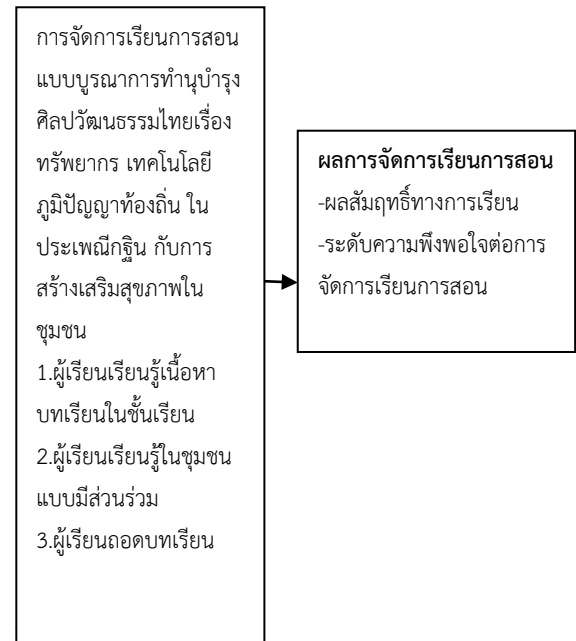 การจัดการเรียนการสอน
แบบบูรณาการทำนุบำรุง
ศิลปวัฒนธรรมไทยเรื่อง
ทรัพยากร เทคโนโลยี
ภูมิปัญญาท้องถิ่น ใน
ประเพณีกฐิน กับการ
สร้างเสริมสุขภาพใน
ชุมชน
1.ผู้เรียนเรียนรู้เนื้อหา
บทเรียนในชั้นเรียน
2.ผู้เรียนเรียนรู้ในชุมชน
แบบมีส่วนร่วม
3.ผู้เรียนถอดบทเรียน
ผลการจัดการเรียนการสอน
-ผลสัมฤทธิ์ทางการเรียน
-ระดับความพึงพอใจต่อการ
จัดการเรียนการสอน